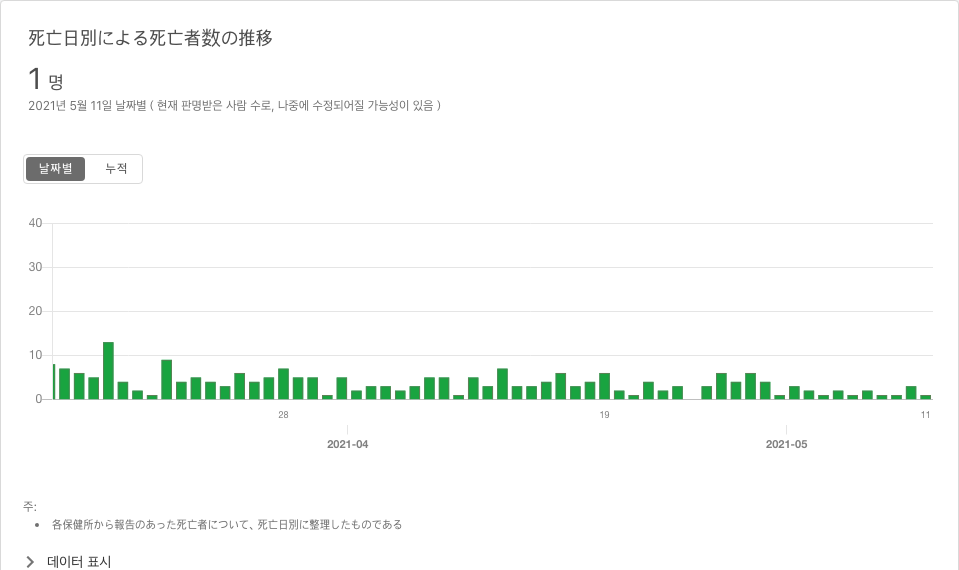 死亡日別による死亡者数の推移
1 명
2021년 5월 11일 날짜별 ( 현재 판명받은 사람 수로, 나중에 수정되어질 가능성이 있음 )
날짜별 누적
40
30
20
10
0
28 19 11
2021-04 2021-05
주:
• 各保健所から報告のあった死亡者について、死亡日別に整理したものである
데이터 표시